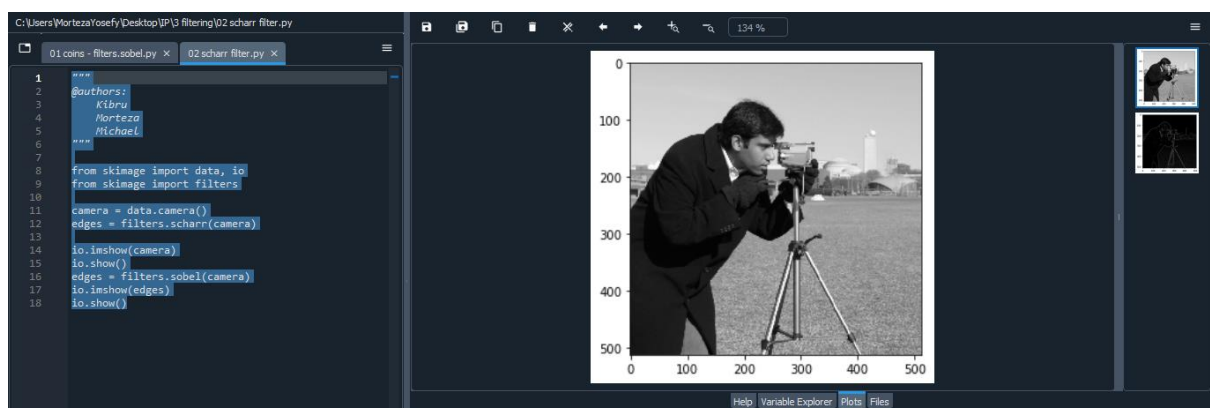 C:\Users\MortezaYosefy\Desktop\IP\3 filtering\02 scharr filter.py
134 %
01 coins - filters.sobel.py × 02 scharr filter.py ×
1 """
2 @authors:
3 Kibru
4 Morteza
5 Michael
6 """
7
8 from skimage import data, io
9 from skimage import filters
10
11 camera = data.camera()
12 edges = filters.scharr(camera)
13
14 io.imshow(camera)
15 io.show()
16 edges = filters.sobel(camera)
17 io.imshow(edges)
18 io.show()
0
100
200
300
400
500
0 100 200 300 400 500
Help Variable Explorer Plots Files